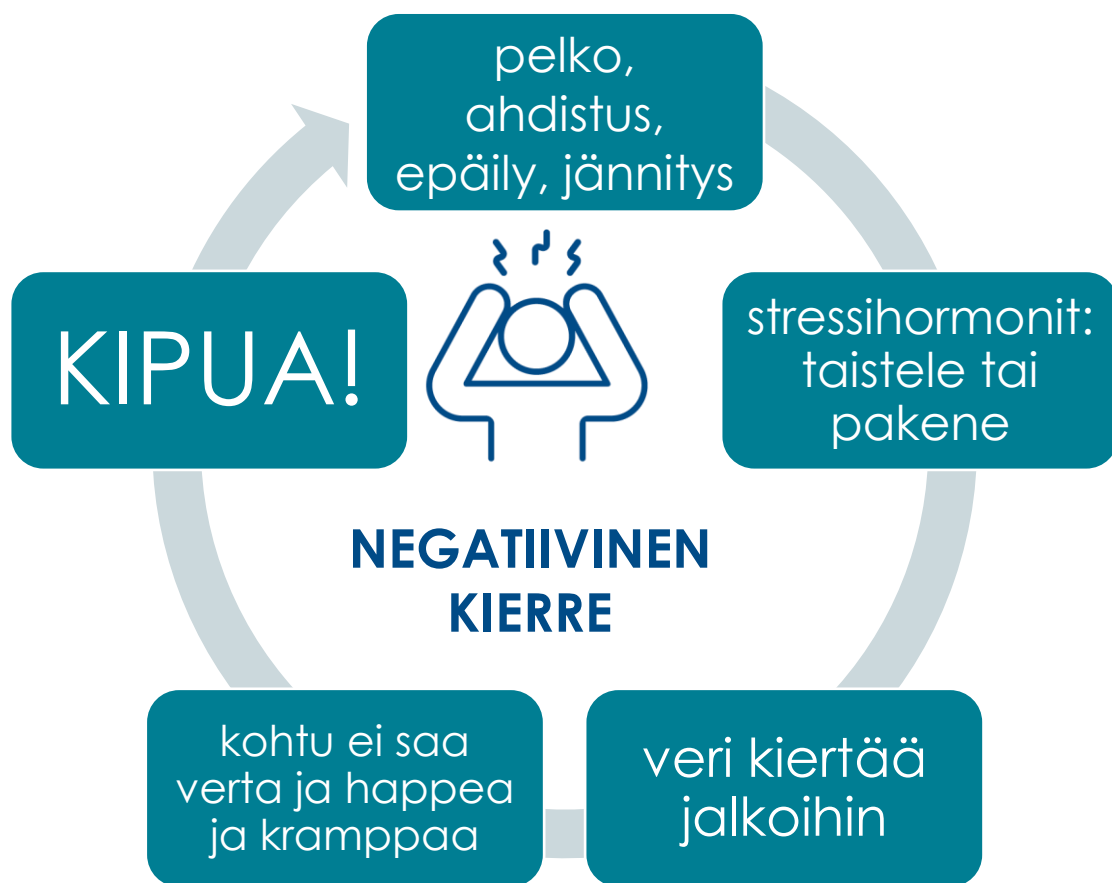 pelko,
ahdistus,
epäily, jännitys
stressihormonit:
taistele tai
pakene
veri kiertää
jalkoihin
kohtu ei saa
verta ja happea
ja kramppaa
KIPUA!
NEGATIIVINEN
KIERRE